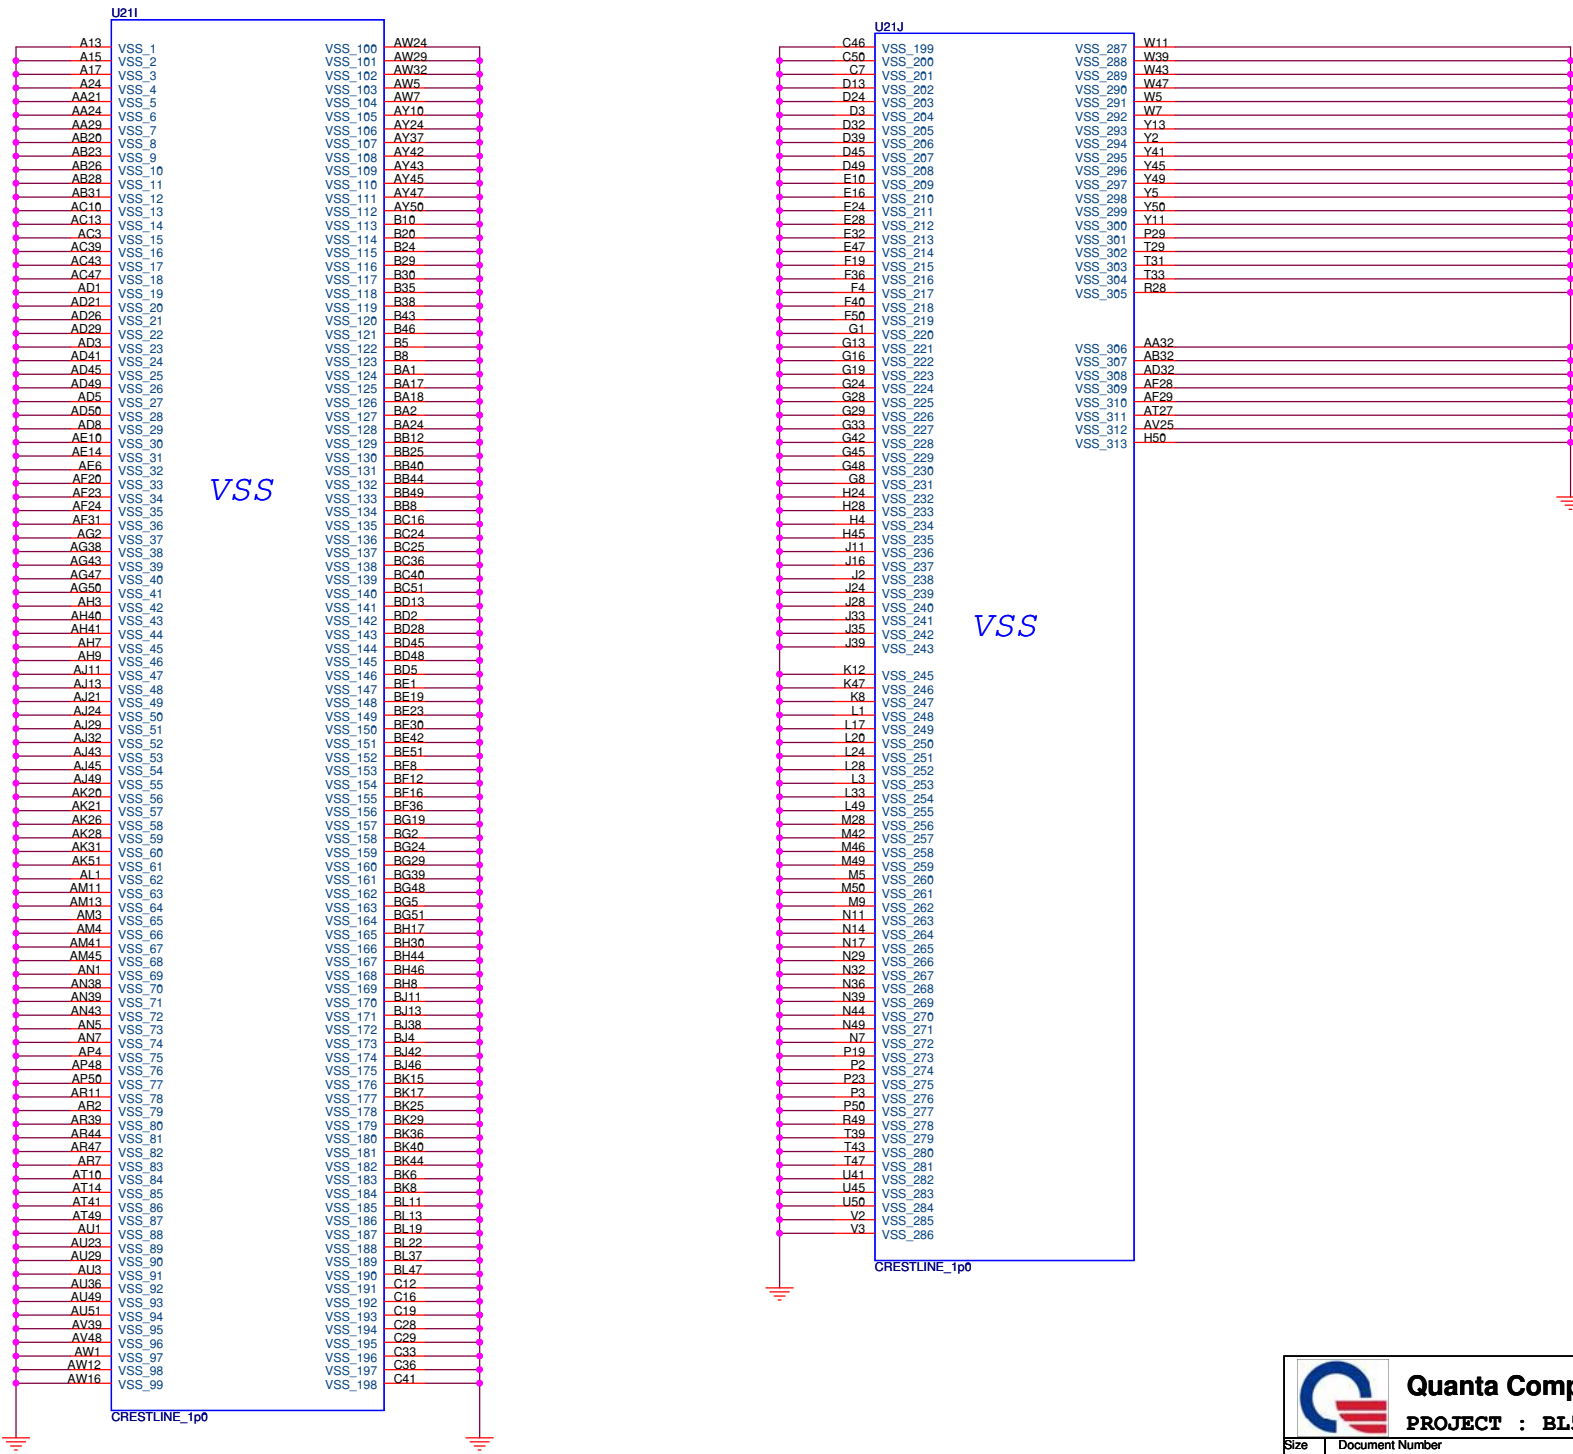 U21I
A13 VSS_1 VSS_100 AW24
A15 VSS_2 VSS_101 AW29
A17 VSS_3 VSS_102 AW32
A24 VSS_4 VSS_103 AW5
AA21 VSS_5 VSS_104 AW7
AA24 VSS_6 VSS_105 AY10
AA29 VSS_7 VSS_106 AY24
AB20 VSS_8 VSS_107 AY37
AB23 VSS_9 VSS_108 AY42
AB26 VSS_10 VSS_109 AY43
AB28 VSS_11 VSS_110 AY45
AB31 VSS_12 VSS_111 AY47
AC10 VSS_13 VSS_112 AY50
AC13 VSS_14 VSS_113 B10
AC3 VSS_15 VSS_114 B20
AC39 VSS_16 VSS_115 B24
AC43 VSS_17 VSS_116 B29
AC47 VSS_18 VSS_117 B30
AD1 VSS_19 VSS_118 B35
AD21 VSS_20 VSS_119 B38
AD26 VSS_21 VSS_120 B43
AD29 VSS_22 VSS_121 B46
AD3 VSS_23 VSS_122 B5
AD41 VSS_24 VSS_123 B8
AD45 VSS_25 VSS_124 BA1
AD49 VSS_26 VSS_125 BA17
AD5 VSS_27 VSS_126 BA18
AD50 VSS_28 VSS_127 BA2
AD8 VSS_29 VSS_128 BA24
AE10 VSS_30 VSS_129 BB12
AE14 VSS_31 VSS_130 BB25
AE6 VSS_32 VSS_131 BB40
AF20 VSS_33 VSS_132 BB44
AF23 VSS_34 VSS_133 BB49
AF24 VSS_35 VSS_134 BB8
AF31 VSS_36 VSS_135 BC16
AG2 VSS_37 VSS_136 BC24
AG38 VSS_38 VSS_137 BC25
AG43 VSS_39 VSS_138 BC36
AG47 VSS_40 VSS_139 BC40
AG50 VSS_41 VSS_140 BC51
AH3 VSS_42 VSS_141 BD13
AH40 VSS_43 VSS_142 BD2
AH41 VSS_44 VSS_143 BD28
AH7 VSS_45 VSS_144 BD45
AH9 VSS_46 VSS_145 BD48
AJ11 VSS_47 VSS_146 BD5
AJ13 VSS_48 VSS_147 BE1
AJ21 VSS_49 VSS_148 BE19
AJ24 VSS_50 VSS_149 BE23
AJ29 VSS_51 VSS_150 BE30
AJ32 VSS_52 VSS_151 BE42
AJ43 VSS_53 VSS_152 BE51
AJ45 VSS_54 VSS_153 BE8
AJ49 VSS_55 VSS_154 BF12
AK20 VSS_56 VSS_155 BF16
AK21 VSS_57 VSS_156 BF36
AK26 VSS_58 VSS_157 BG19
AK28 VSS_59 VSS_158 BG2
AK31 VSS_60 VSS_159 BG24
AK51 VSS_61 VSS_160 BG29
AL1 VSS_62 VSS_161 BG39
AM11 VSS_63 VSS_162 BG48
AM13 VSS_64 VSS_163 BG5
AM3 VSS_65 VSS_164 BG51
AM4 VSS_66 VSS_165 BH17
AM41 VSS_67 VSS_166 BH30
AM45 VSS_68 VSS_167 BH44
AN1 VSS_69 VSS_168 BH46
AN38 VSS_70 VSS_169 BH8
AN39 VSS_71 VSS_170 BJ11
AN43 VSS_72 VSS_171 BJ13
AN5 VSS_73 VSS_172 BJ38
AN7 VSS_74 VSS_173 BJ4
AP4 VSS_75 VSS_174 BJ42
AP48 VSS_76 VSS_175 BJ46
AP50 VSS_77 VSS_176 BK15
AR11 VSS_78 VSS_177 BK17
AR2 VSS_79 VSS_178 BK25
AR39 VSS_80 VSS_179 BK29
AR44 VSS_81 VSS_180 BK36
AR47 VSS_82 VSS_181 BK40
AR7 VSS_83 VSS_182 BK44
AT10 VSS_84 VSS_183 BK6
AT14 VSS_85 VSS_184 BK8
AT41 VSS_86 VSS_185 BL11
AT49 VSS_87 VSS_186 BL13
AU1 VSS_88 VSS_187 BL19
AU23 VSS_89 VSS_188 BL22
AU29 VSS_90 VSS_189 BL37
AU3 VSS_91 VSS_190 BL47
AU36 VSS_92 VSS_191 C12
AU49 VSS_93 VSS_192 C16
AU51 VSS_94 VSS_193 C19
AV39 VSS_95 VSS_194 C28
AV48 VSS_96 VSS_195 C29
AW1 VSS_97 VSS_196 C33
AW12 VSS_98 VSS_197 C36
AW16 VSS_99 VSS_198 C41
VSS
CRESTLINE_1p0
U21J
C46 VSS_199 VSS_287 W11
C50 VSS_200 VSS_288 W39
C7 VSS_201 VSS_289 W43
D13 VSS_202 VSS_290 W47
D24 VSS_203 VSS_291 W5
D3 VSS_204 VSS_292 W7
D32 VSS_205 VSS_293 Y13
D39 VSS_206 VSS_294 Y2
D45 VSS_207 VSS_295 Y41
D49 VSS_208 VSS_296 Y45
E10 VSS_209 VSS_297 Y49
E16 VSS_210 VSS_298 Y5
E24 VSS_211 VSS_299 Y50
E28 VSS_212 VSS_300 Y11
E32 VSS_213 VSS_301 P29
E47 VSS_214 VSS_302 T29
F19 VSS_215 VSS_303 T31
F36 VSS_216 VSS_304 T33
F4 VSS_217 VSS_305 R28
F40 VSS_218
F50 VSS_219
G1 VSS_220
G13 VSS_221 VSS_306 AA32
G16 VSS_222 VSS_307 AB32
G19 VSS_223 VSS_308 AD32
G24 VSS_224 VSS_309 AF28
G28 VSS_225 VSS_310 AF29
G29 VSS_226 VSS_311 AT27
G33 VSS_227 VSS_312 AV25
G42 VSS_228 VSS_313 H50
G45 VSS_229
G48 VSS_230
G8 VSS_231
H24 VSS_232
H28 VSS_233
H4 VSS_234
H45 VSS_235
J11 VSS_236
J16 VSS_237
J2 VSS_238
J24 VSS_239
J28 VSS_240
J33 VSS_241
J35 VSS_242
J39 VSS_243
K12 VSS_245
K47 VSS_246
K8 VSS_247
L1 VSS_248
L17 VSS_249
L20 VSS_250
L24 VSS_251
L28 VSS_252
L3 VSS_253
L33 VSS_254
L49 VSS_255
M28 VSS_256
M42 VSS_257
M46 VSS_258
M49 VSS_259
M5 VSS_260
M50 VSS_261
M9 VSS_262
N11 VSS_263
N14 VSS_264
N17 VSS_265
N29 VSS_266
N32 VSS_267
N36 VSS_268
N39 VSS_269
N44 VSS_270
N49 VSS_271
N7 VSS_272
P19 VSS_273
P2 VSS_274
P23 VSS_275
P3 VSS_276
P50 VSS_277
R49 VSS_278
T39 VSS_279
T43 VSS_280
T47 VSS_281
U41 VSS_282
U45 VSS_283
U50 VSS_284
V2 VSS_285
V3 VSS_286
VSS
CRESTLINE_1p0
Quanta Comp
PROJECT : BL
Size Document Number